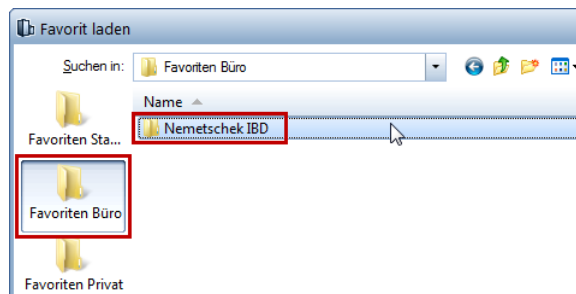 Favorit laden
Suchen in:
Favoriten Büro
Name
Nemetschek IBD
Favoriten Sta...
Favoriten Büro
Favoriten Privat